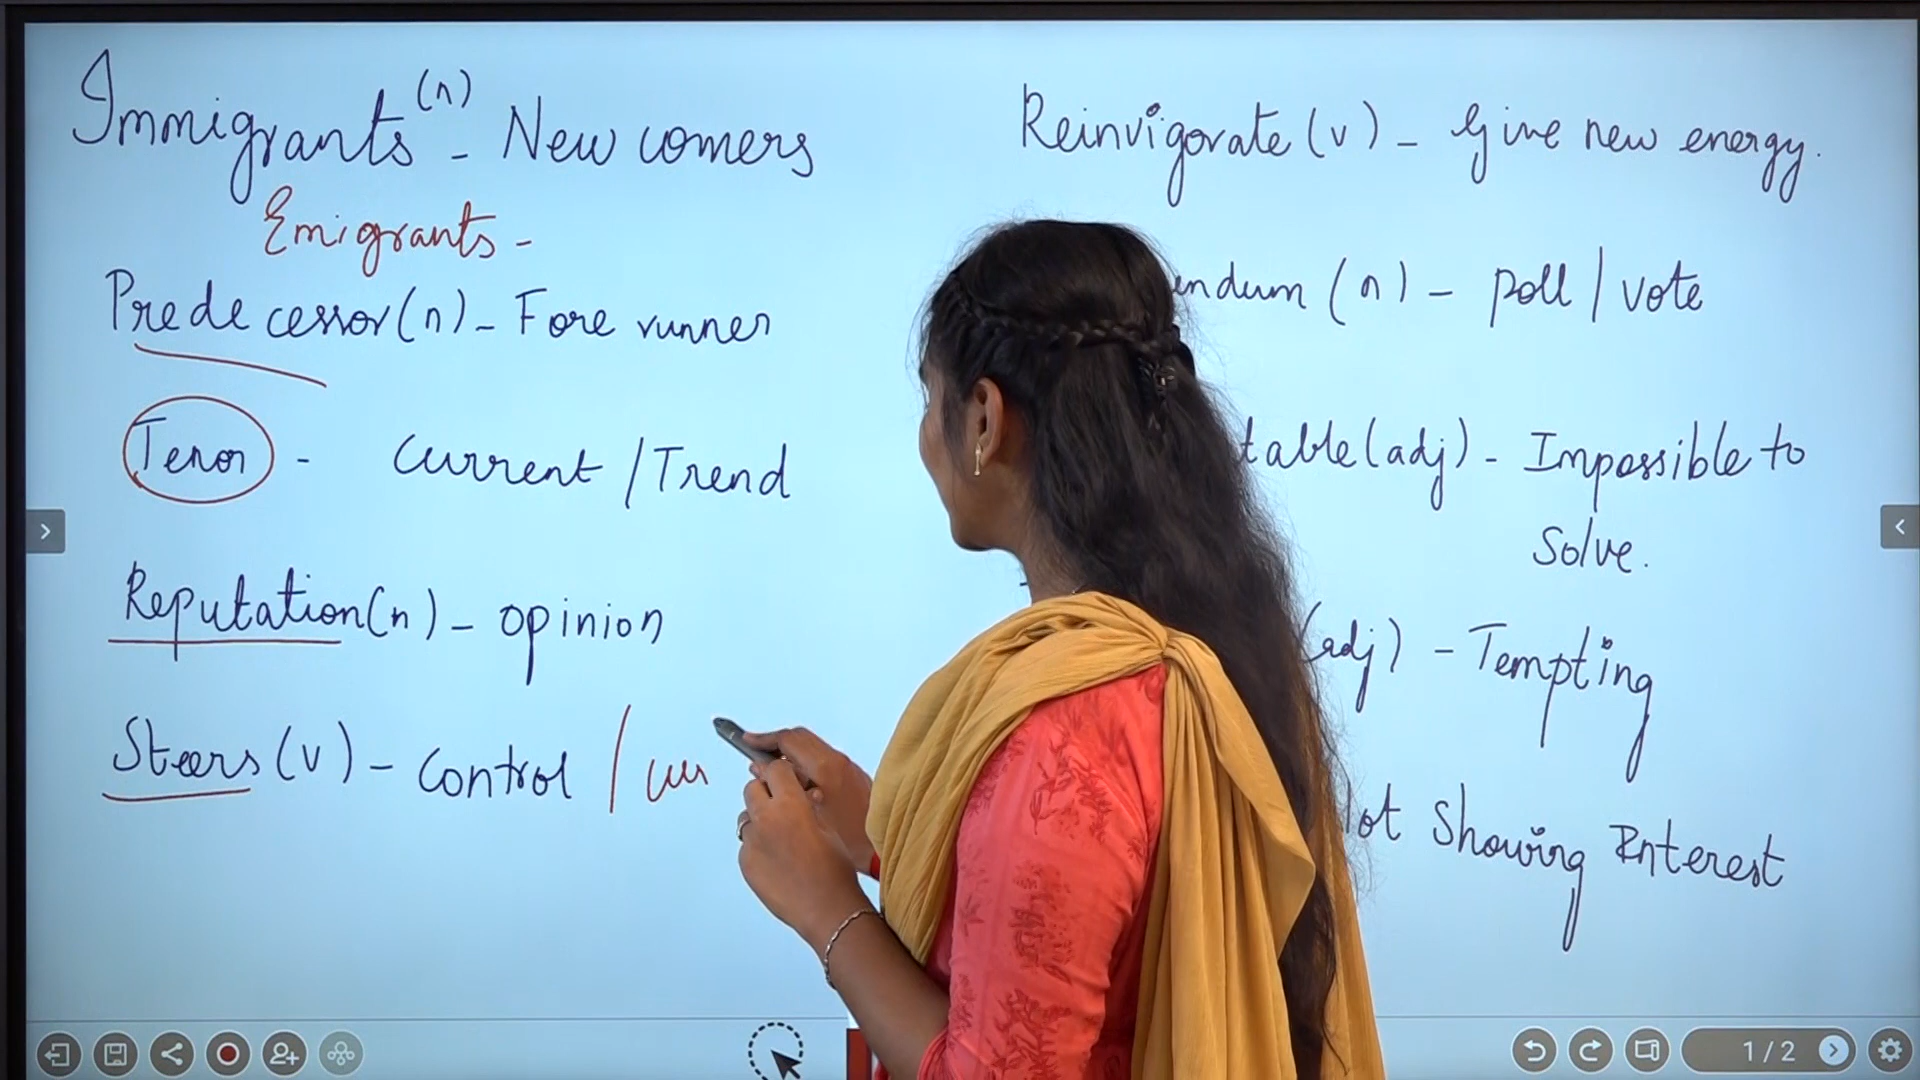 Immigrants (n) - New comers
Emigrants -
Predecessor (n) - Fore runner
Tenor - Current / Trend
Reputation (n) - opinion
Steers (v) - control /
Reinvigorate (v) - Give new energy.
endum (n) - poll / vote
table (adj) - Impossible to
Solve.
(adj) - Tempting
ot Showing Interest
1 / 2